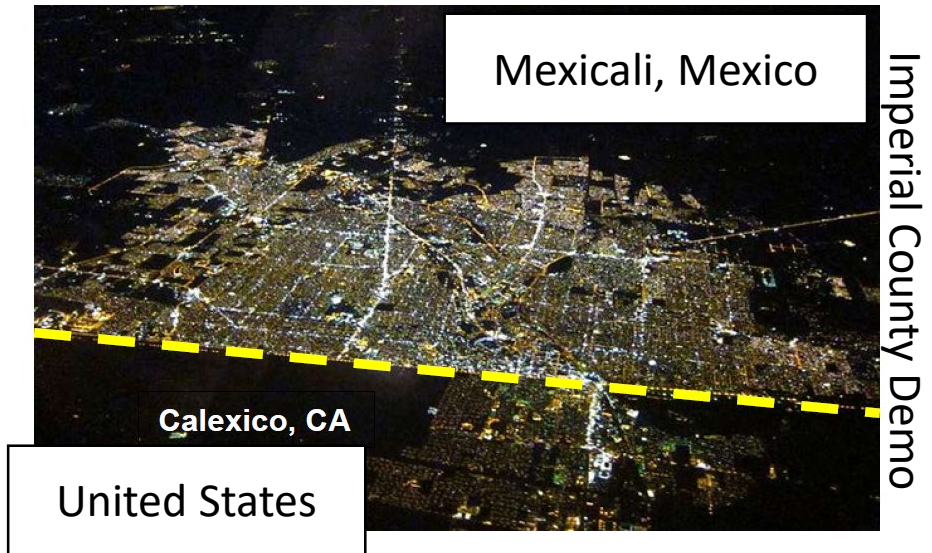 Mexicali, Mexico
Imperial County Demo
Calexico, CA
United States